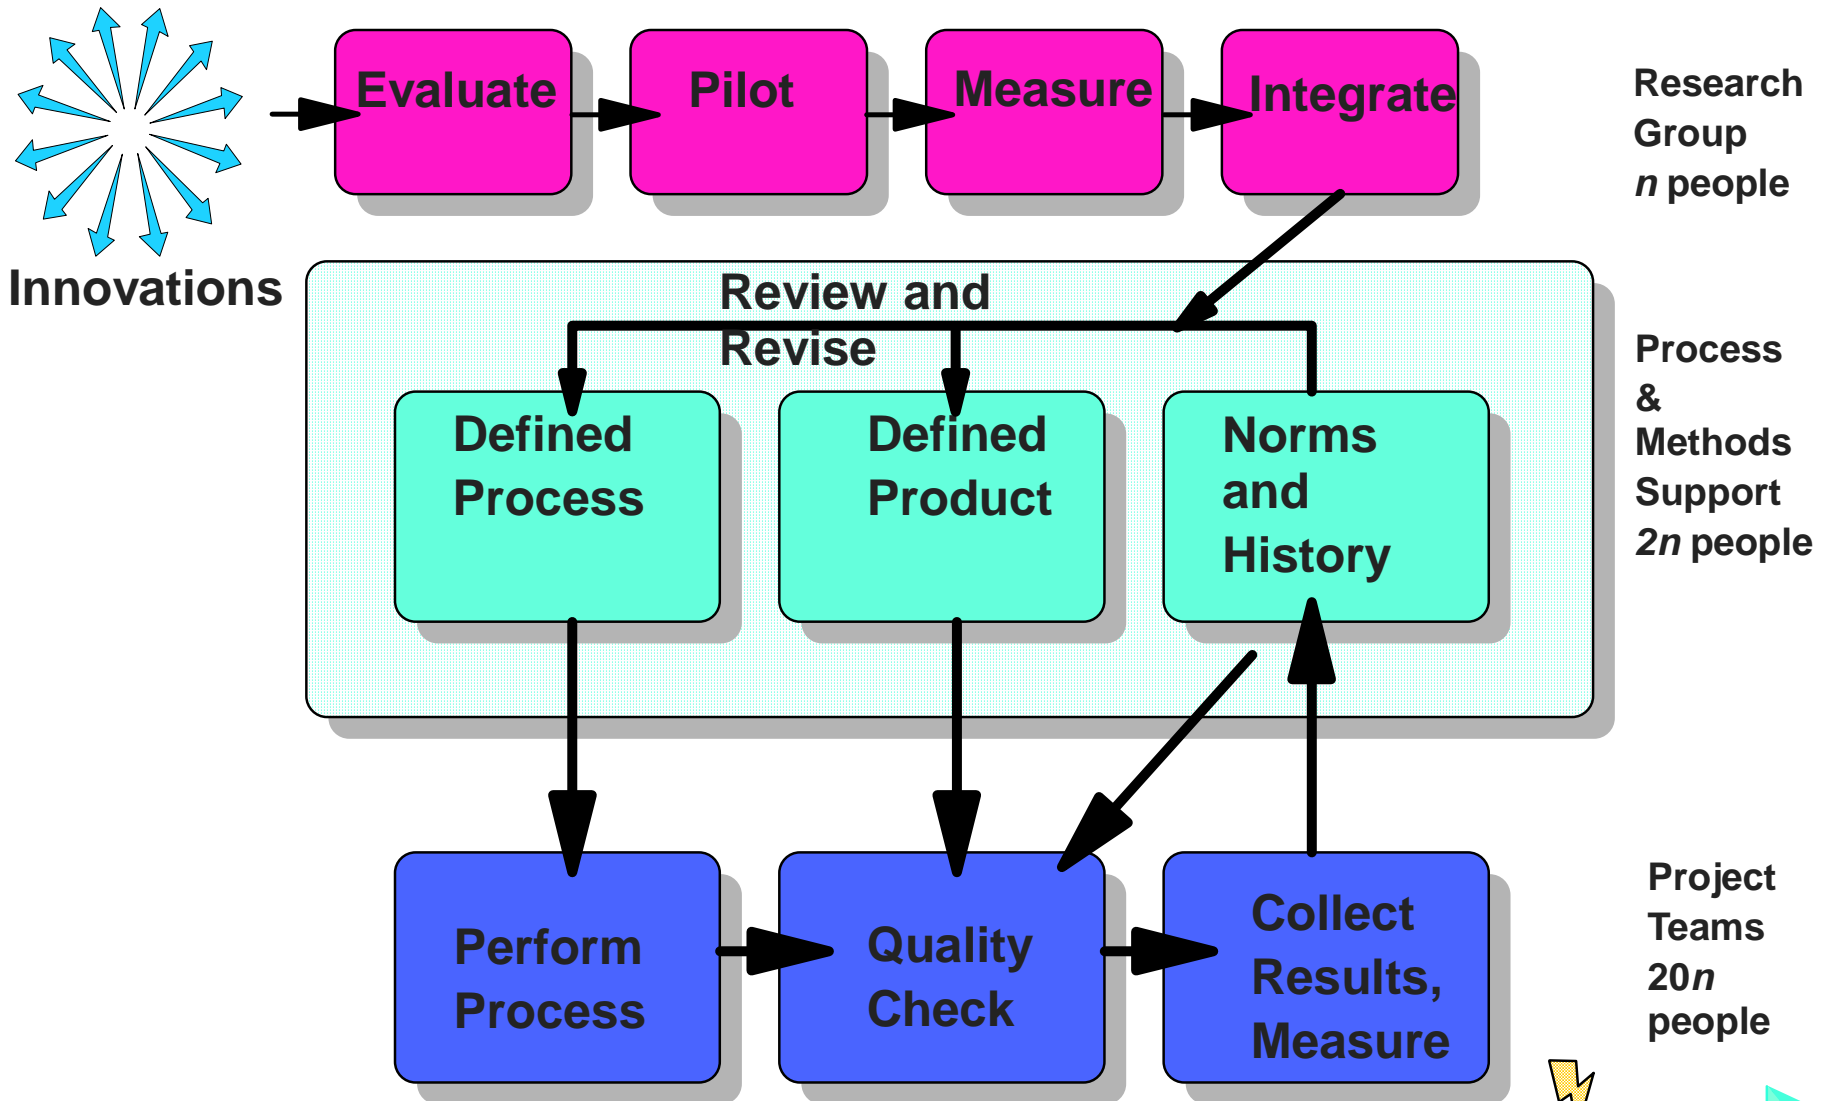 Evaluate
Pilot
Measure
Integrate
Research
Group
n people
Innovations
Review and
Revise
Process
&
Methods
Support
2n people
Defined
Process
Defined
Product
Norms
and
History
Perform
Process
Quality
Check
Collect
Results,
Measure
Project
Teams
20n
people